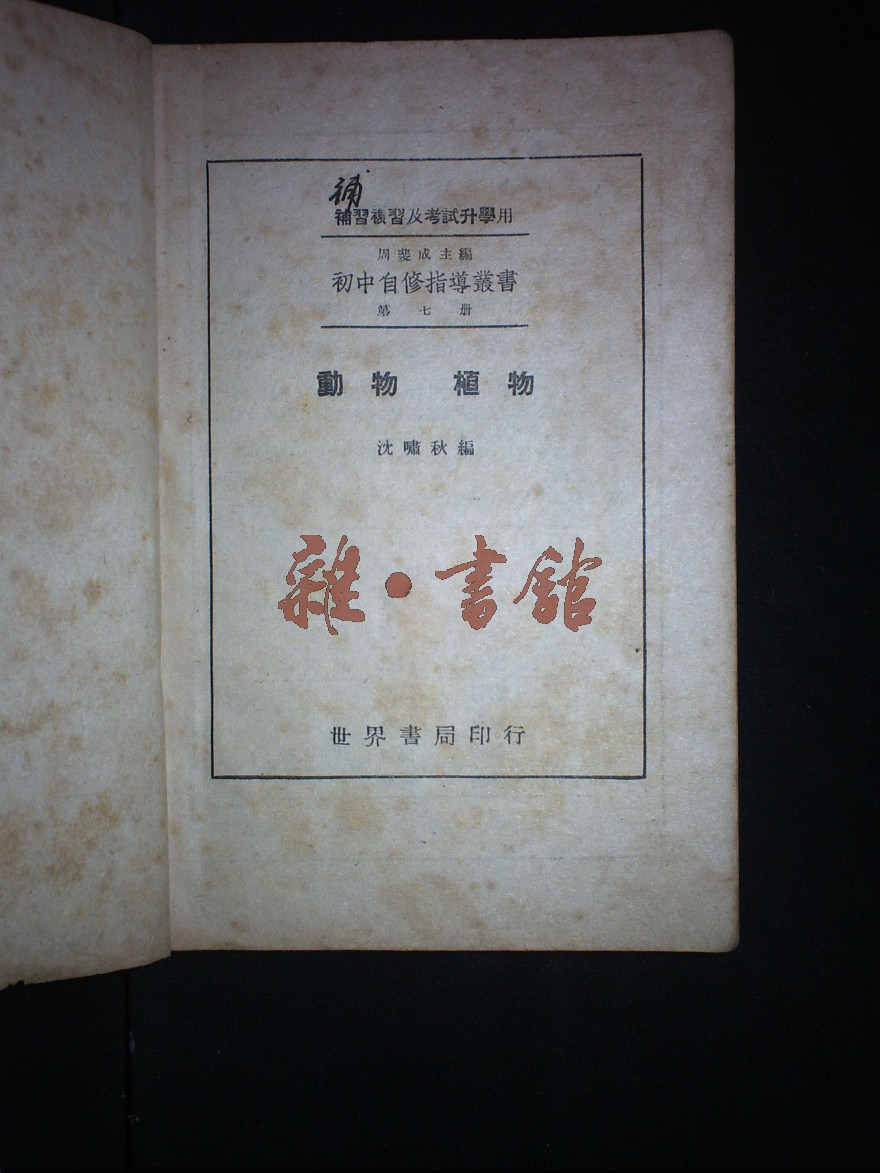 補
補習複習及考試升學用
周斐成主編
初中自修指導叢書
第七册
動物 植物
沈嘯秋編
雜·書館
世界書局印行